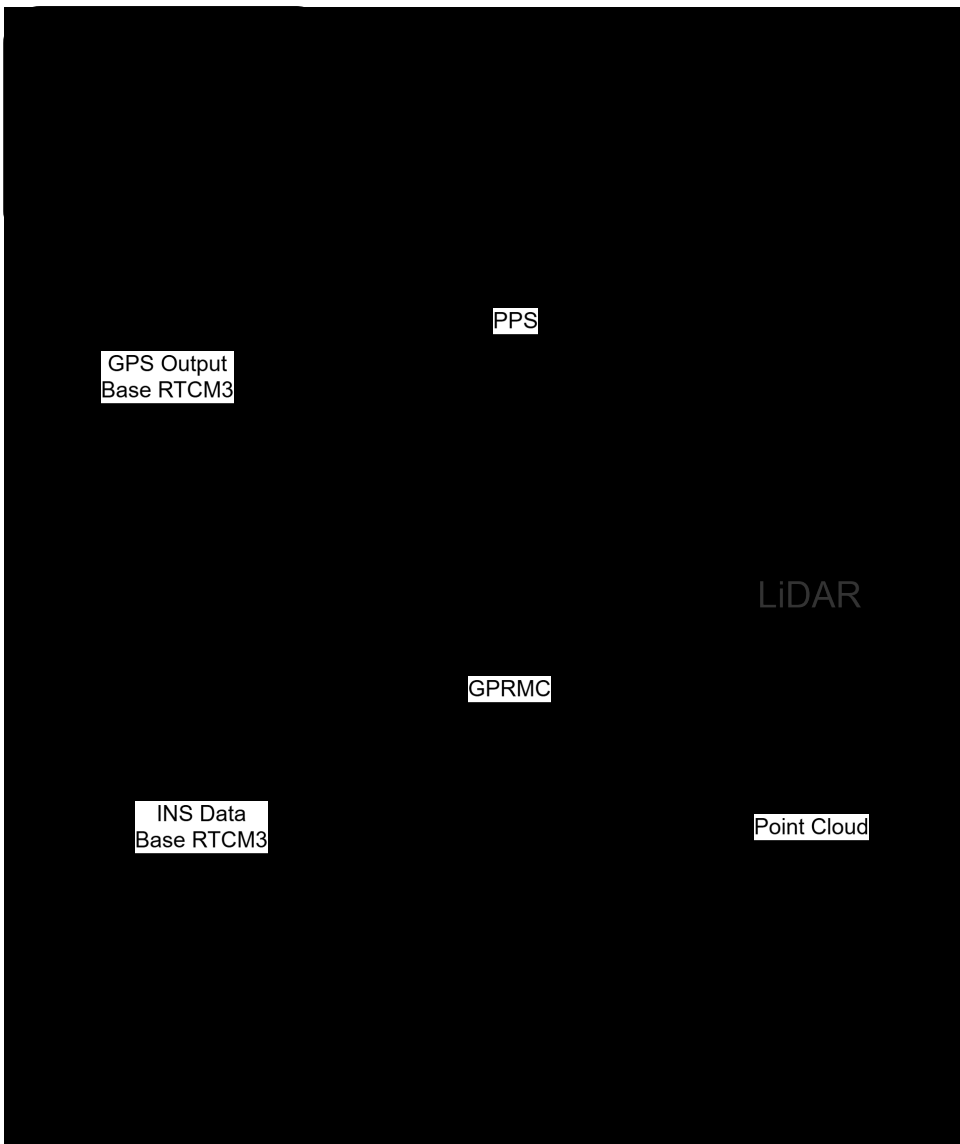 PPS
GPS Output
Base RTCM3
LiDAR
GPRMC
INS Data
Base RTCM3
Point Cloud